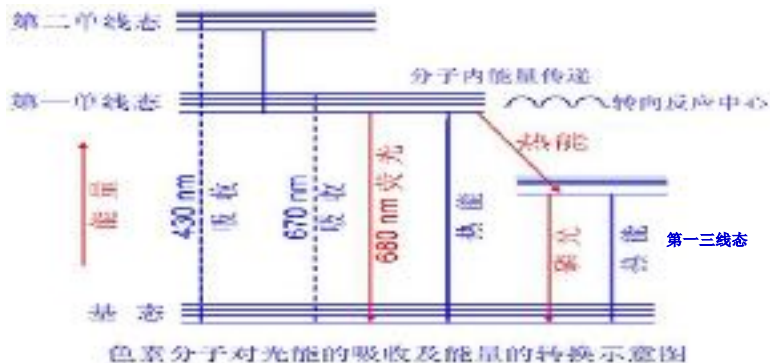 第二单线态
分子内能量传递
第一单线态
转向反应中心
热能
能量
430 nm
吸收
670 nm
吸收
680 nm 荧光
热能
磷光
热能
第一三线态
基态
色素分子对光能的吸收及能量的转换示意图